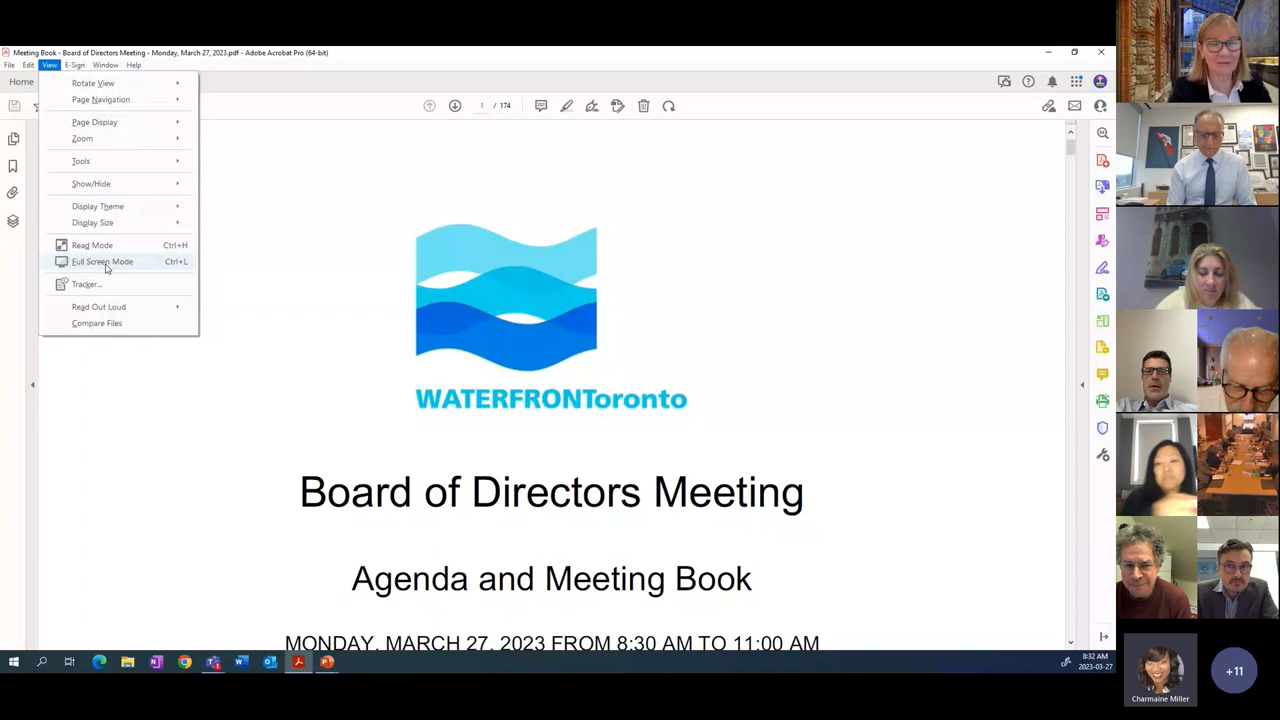 Meeting Book - Board of Directors Meeting - Monday, March 27, 2023.pdf - Adobe Acrobat Pro (64-bit)
File Edit View E-Sign Window Help
Home
1 / 174
Rotate View
Page Navigation
Page Display
Zoom
Tools
Show/Hide
Display Theme
Display Size
Read Mode Ctrl+H
Full Screen Mode Ctrl+L
Tracker...
Read Out Loud
Compare Files
WATERFRONToronto
Board of Directors Meeting
Agenda and Meeting Book
MONDAY, MARCH 27, 2023 FROM 8:30 AM TO 11:00 AM
8:32 AM
2023-03-27
Charmaine Miller
+11